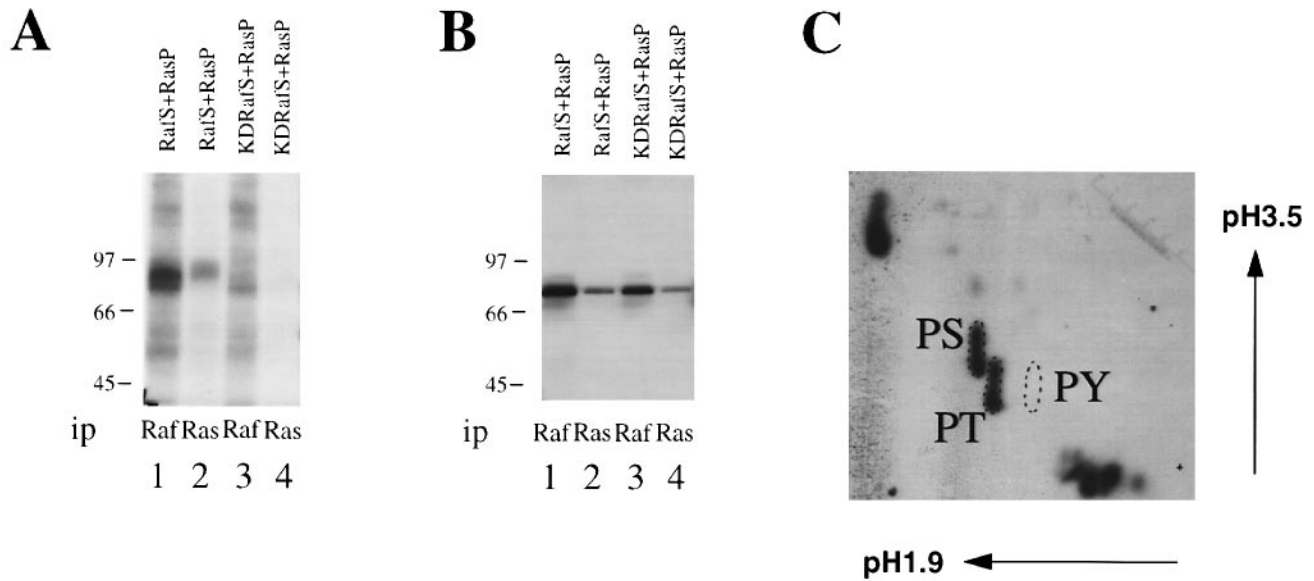 A
RafS+RasP
RafS+RasP
KDRafS+RasP
KDRafS+RasP
97
66
45
ip
Raf Ras Raf Ras
1 2 3 4
B
RafS+RasP
RafS+RasP
KDRafS+RasP
KDRafS+RasP
97
66
45
ip
Raf Ras Raf Ras
1 2 3 4
C
PS
PT
PY
pH3.5
pH1.9